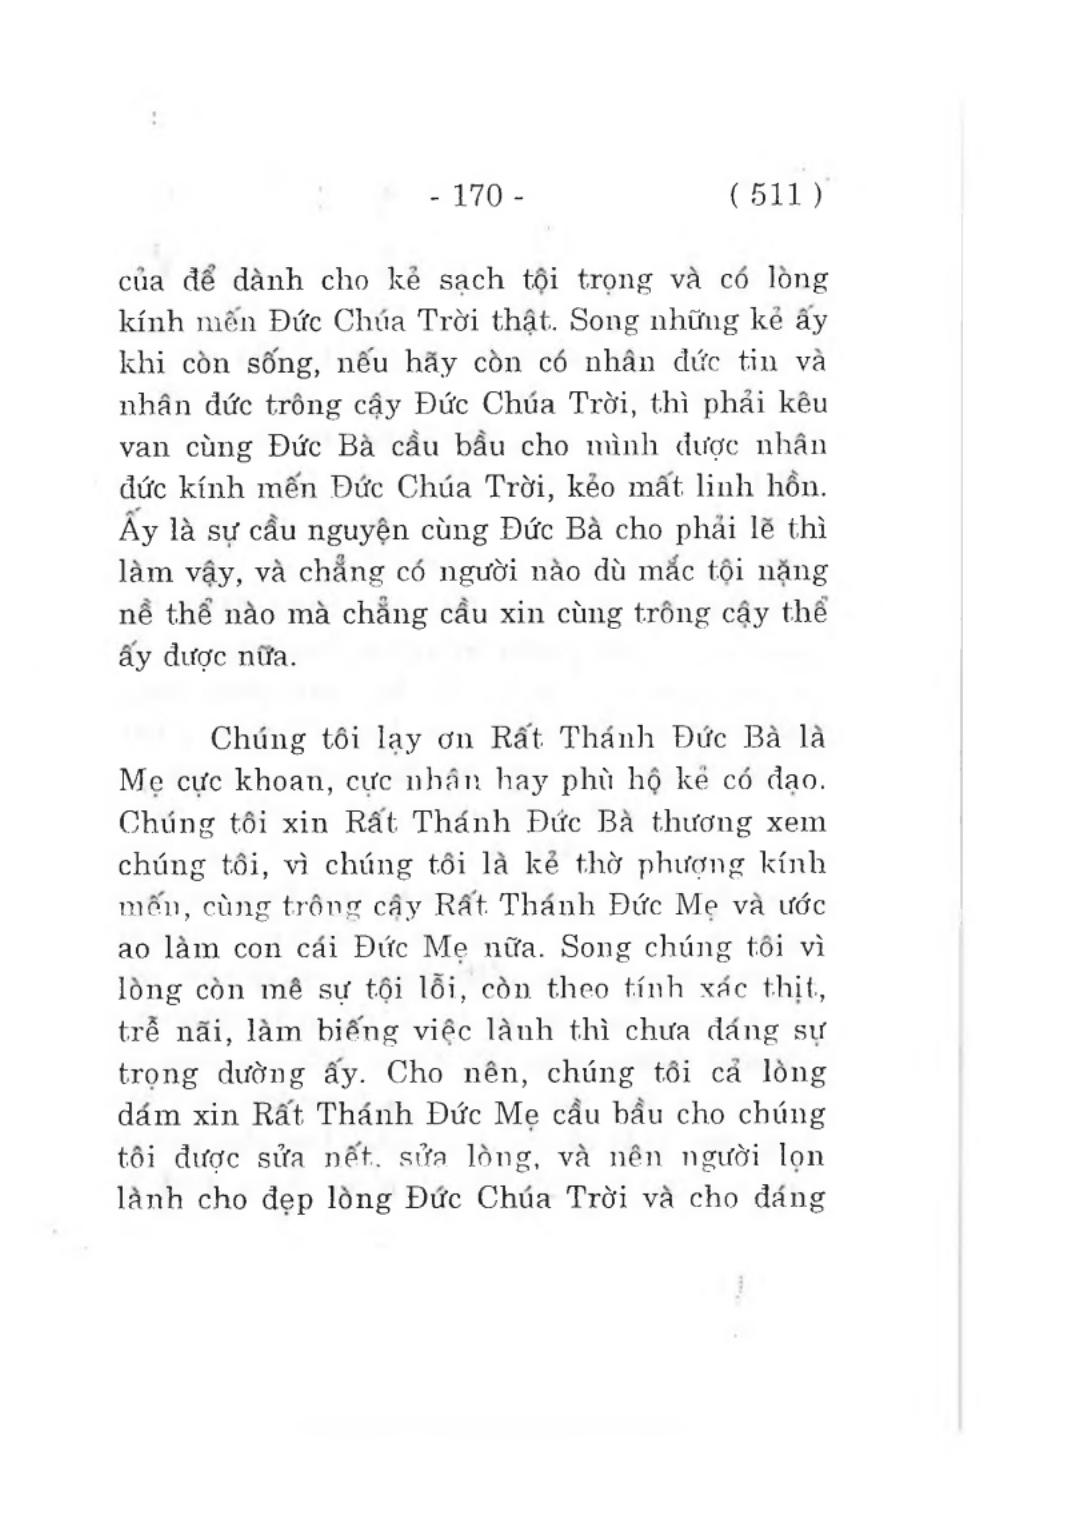 - 170 - ( 511 )
của để dành cho kẻ sạch tội trọng và có lòng
kính mến Đức Chúa Trời thật. Song những kẻ ấy
khi còn sống, nếu hãy còn có nhân đức tin và
nhân đức trông cậy Đức Chúa Trời, thì phải kêu
van cùng Đức Bà cầu bầu cho mình được nhân
đức kính mến Đức Chúa Trời, kẻo mất linh hồn.
Ấy là sự cầu nguyện cùng Đức Bà cho phải lẽ thì
làm vậy, và chẳng có người nào dù mắc tội nặng
nề thể nào mà chẳng cầu xin cùng trông cậy thể
ấy được nữa.
Chúng tôi lạy ơn Rất Thánh Đức Bà là
Mẹ cực khoan, cực nhân hay phù hộ kẻ có đạo.
Chúng tôi xin Rất Thánh Đức Bà thương xem
chúng tôi, vì chúng tôi là kẻ thờ phượng kính
mến, cùng trông cậy Rất Thánh Đức Mẹ và ước
ao làm con cái Đức Mẹ nữa. Song chúng tôi vì
lòng còn mê sự tội lỗi, còn theo tính xác thịt,
trễ nãi, làm biếng việc lành thì chưa đáng sự
trọng dường ấy. Cho nên, chúng tôi cả lòng
dám xin Rất Thánh Đức Mẹ cầu bầu cho chúng
tôi được sửa nết, sửa lòng, và nên người lọn
lành cho đẹp lòng Đức Chúa Trời và cho đáng